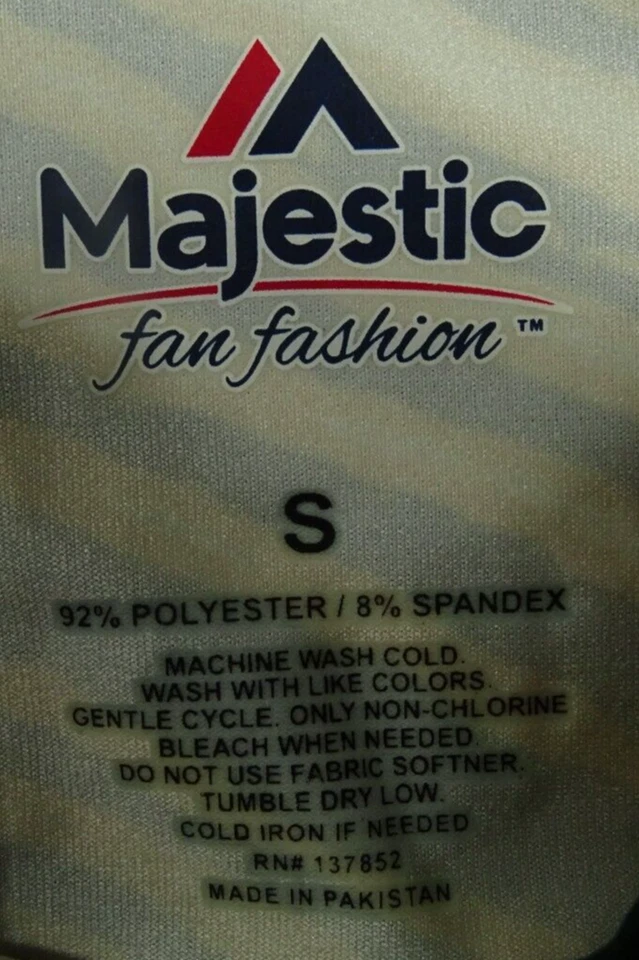 Majestic
fan fashion™
S
92% POLYESTER / 8% SPANDEX
MACHINE WASH COLD.
WASH WITH LIKE COLORS.
GENTLE CYCLE. ONLY NON-CHLORINE
BLEACH WHEN NEEDED.
DO NOT USE FABRIC SOFTNER.
TUMBLE DRY LOW.
COLD IRON IF NEEDED
RN# 137852
MADE IN PAKISTAN